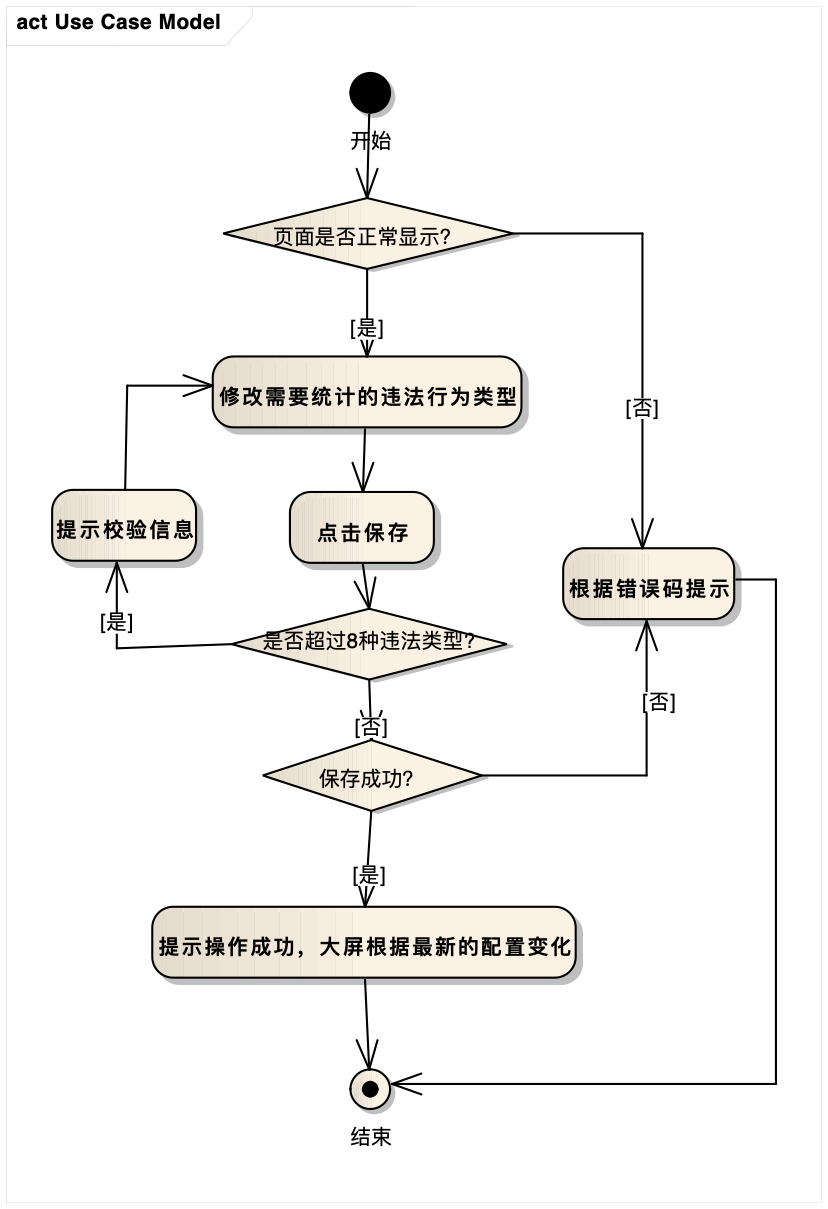 act Use Case Model
开始
页面是否正常显示?
[是]
修改需要统计的违法行为类型
[否]
提示校验信息
点击保存
根据错误码提示
[是]
是否超过8种违法类型?
[否]
[否]
保存成功?
[是]
提示操作成功，大屏根据最新的配置变化
结束